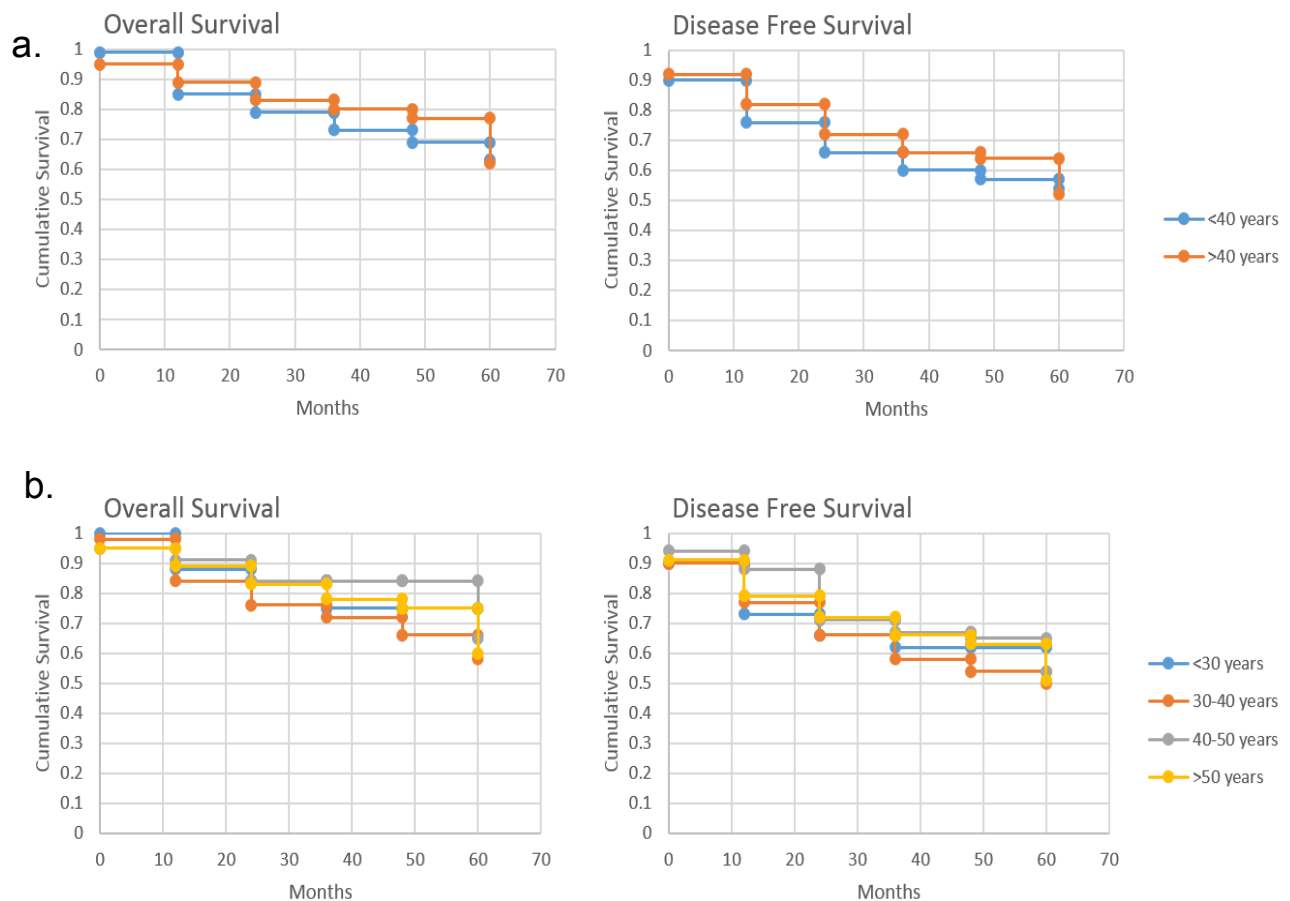 a.
Overall Survival
Cumulative Survival
1
0.9
0.8
0.7
0.6
0.5
0.4
0.3
0.2
0.1
0
0 10 20 30 40 50 60 70
Months
Disease Free Survival
Cumulative Survival
1
0.9
0.8
0.7
0.6
0.5
0.4
0.3
0.2
0.1
0
0 10 20 30 40 50 60 70
Months
<40 years
>40 years
b.
Overall Survival
Cumulative Survival
1
0.9
0.8
0.7
0.6
0.5
0.4
0.3
0.2
0.1
0
0 10 20 30 40 50 60 70
Months
Disease Free Survival
Cumulative Survival
1
0.9
0.8
0.7
0.6
0.5
0.4
0.3
0.2
0.1
0
0 10 20 30 40 50 60 70
Months
<30 years
30-40 years
40-50 years
>50 years